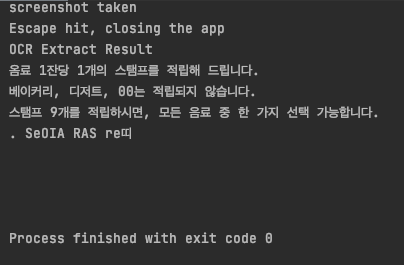 screenshot taken
Escape hit, closing the app
OCR Extract Result
옴료 1잔당 1개의 스탬프를 적립해 드립니다.
베이커리, 디저트, 00는 적립되지 않습니다.
스탬프 9개를 적립하시면, 모든 음료 중 한 가지 선택 가능합니다.
. SeOIA RAS re띠
Process finished with exit code 0